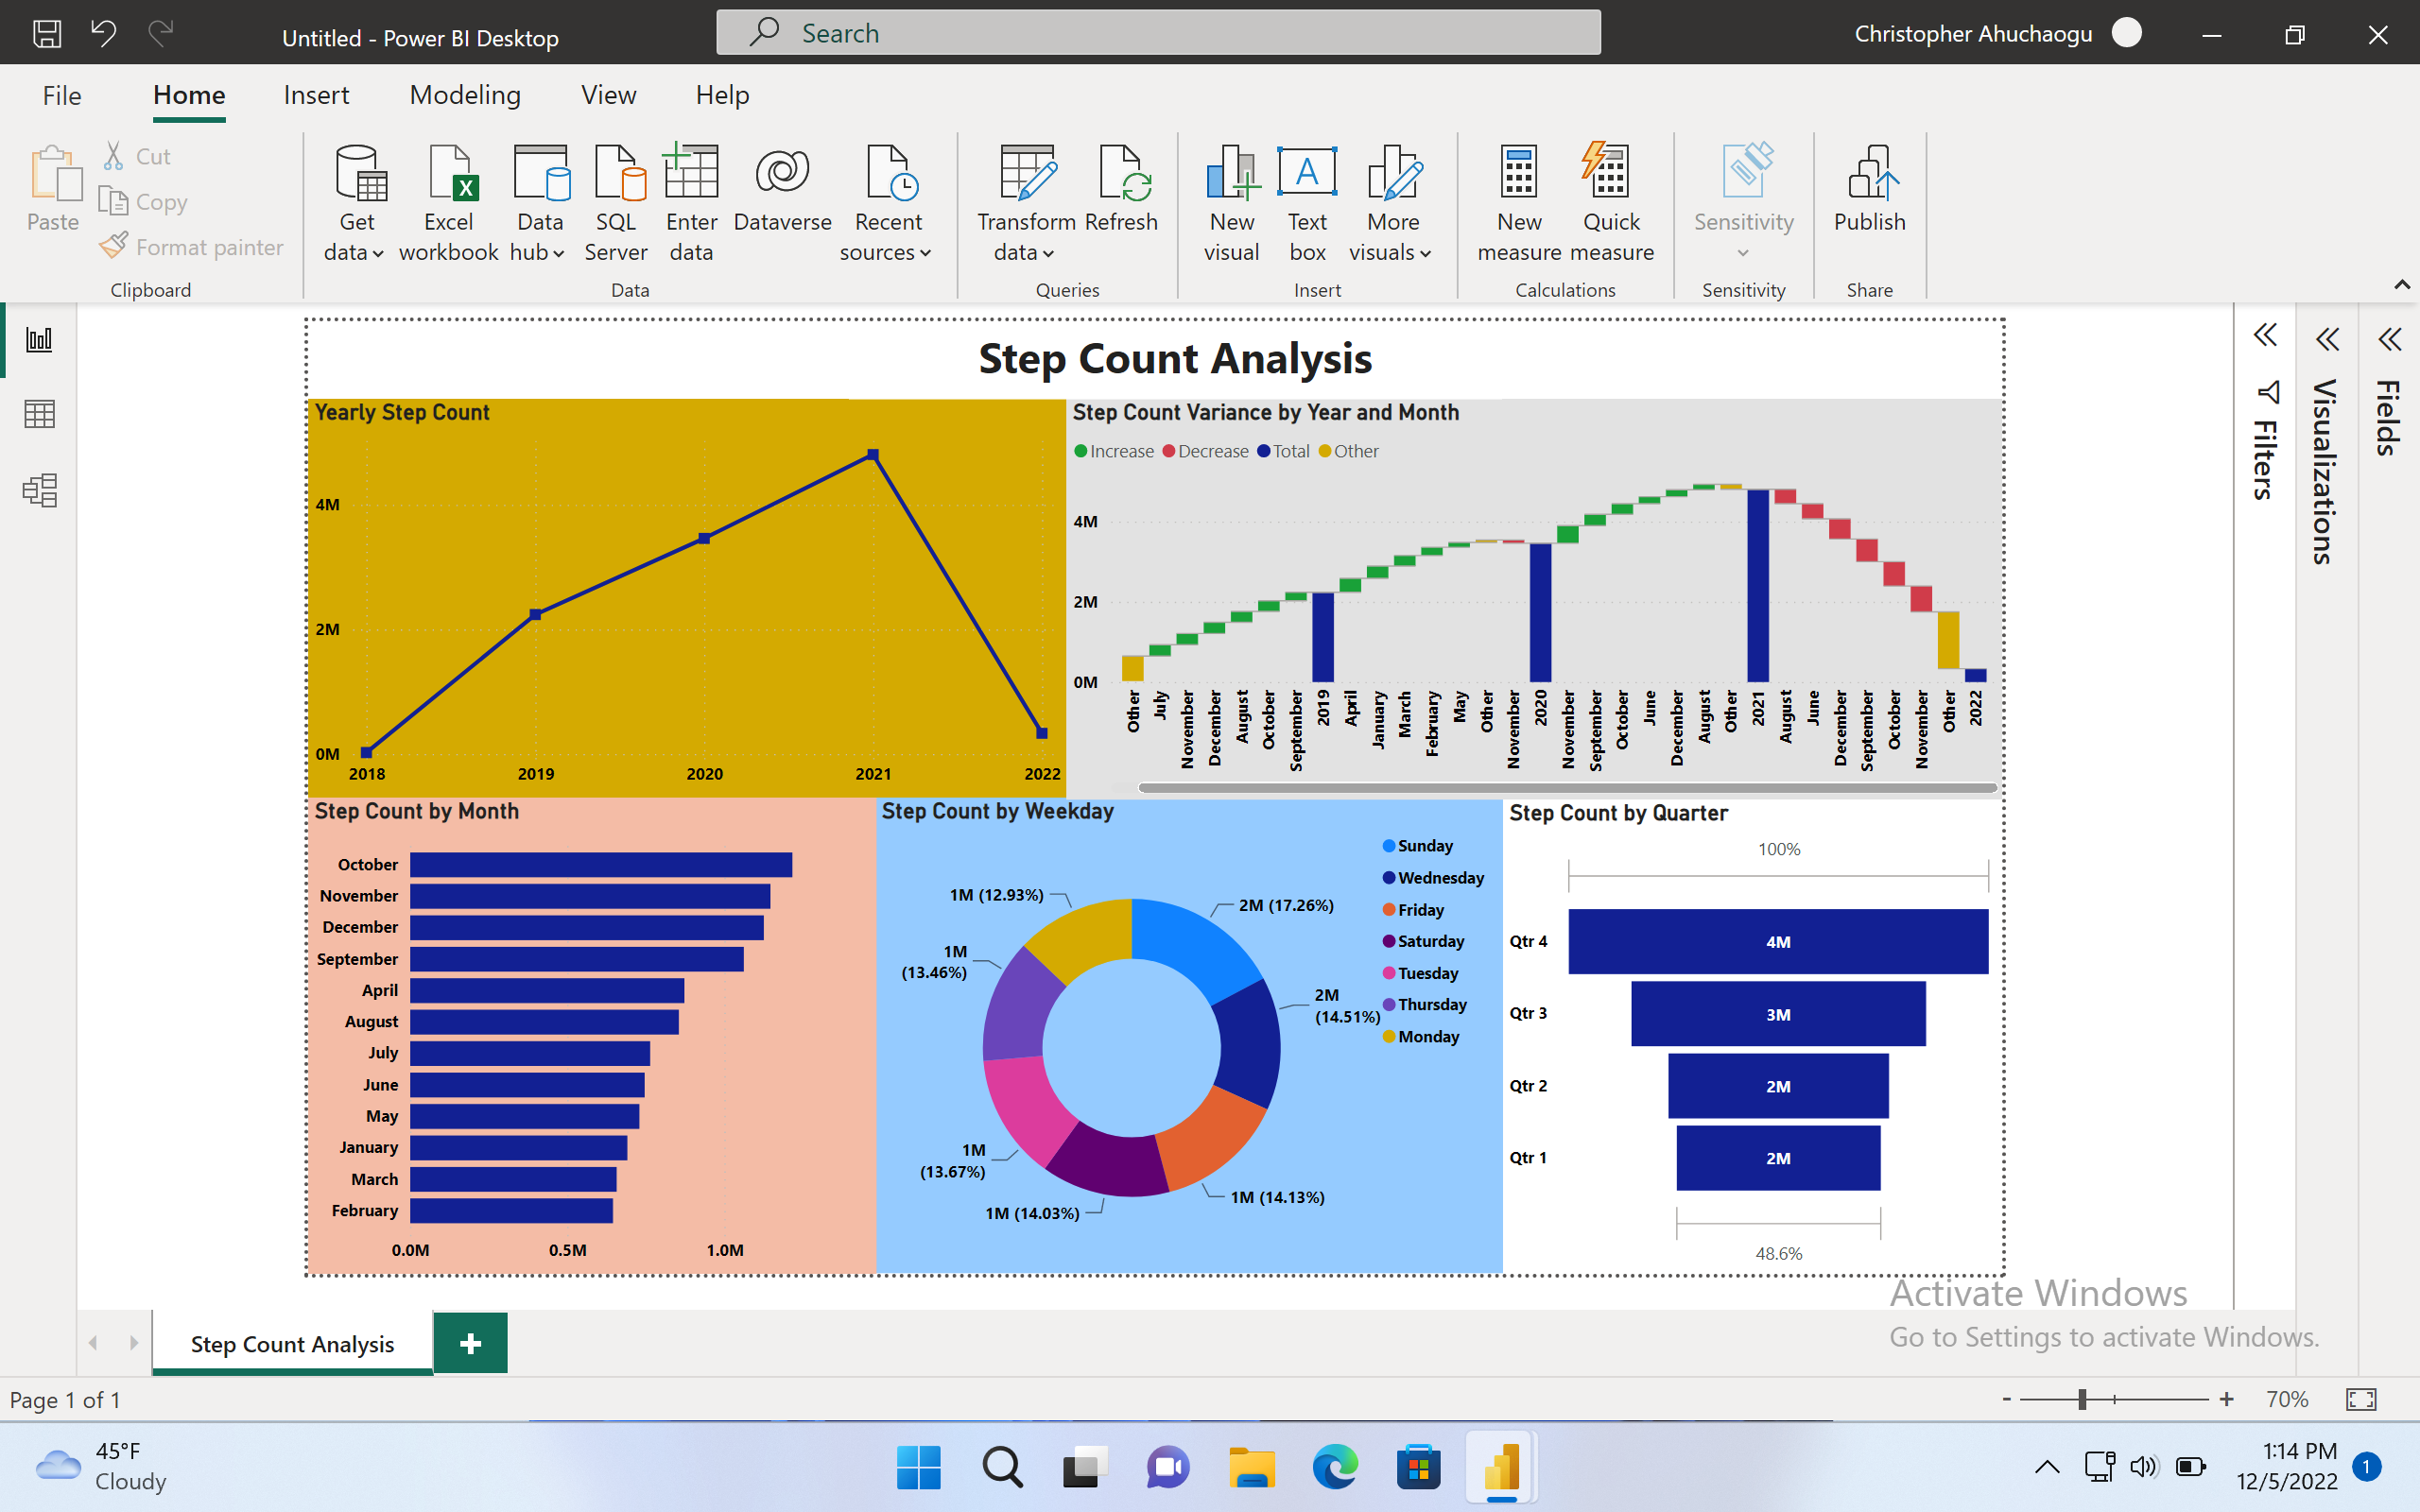 Untitled - Power BI Desktop
Search
Christopher Ahuchaogu
File
Home
Insert
Modeling
View
Help
Paste
Cut
Copy
Format painter
Clipboard
Get
data
Excel
workbook
Data
hub
SQL
Server
Enter
data
Dataverse
Recent
sources
Data
Transform
data
Refresh
Queries
New
visual
Text
box
More
visuals
Insert
New
measure
Quick
measure
Calculations
Sensitivity
Sensitivity
Publish
Share
Step Count Analysis
Yearly Step Count
4M
2M
0M
2018
2019
2020
2021
2022
Step Count Variance by Year and Month
Increase
Decrease
Total
Other
4M
2M
0M
Other
July
November
December
August
October
September
2019
April
January
March
February
May
Other
November
2020
November
September
October
June
December
August
Other
2021
August
June
December
September
October
November
Other
2022
Step Count by Month
October
November
December
September
April
August
July
June
May
January
March
February
0.0M
0.5M
1.0M
Step Count by Weekday
Sunday
Wednesday
Friday
Saturday
Tuesday
Thursday
Monday
1M (12.93%)
2M (17.26%)
1M
(13.46%)
2M
(14.51%)
1M
(13.67%)
1M (14.03%)
1M (14.13%)
Step Count by Quarter
100%
Qtr 4
4M
Qtr 3
3M
Qtr 2
2M
Qtr 1
2M
48.6%
Filters
Visualizations
Fields
Activate Windows
Go to Settings to activate Windows.
Step Count Analysis
+
Page 1 of 1
-
+
70%
45°F
Cloudy
1:14 PM
12/5/2022
1